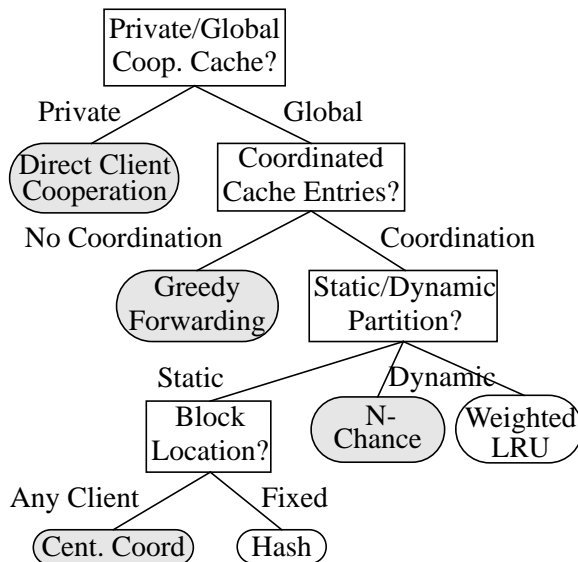 Private/Global
Coop. Cache?
Private
Global
Direct Client
Cooperation
Coordinated
Cache Entries?
No Coordination
Coordination
Greedy
Forwarding
Static/Dynamic
Partition?
Static
Dynamic
Block
Location?
N-
Chance
Weighted
LRU
Any Client
Fixed
Cent. Coord
Hash